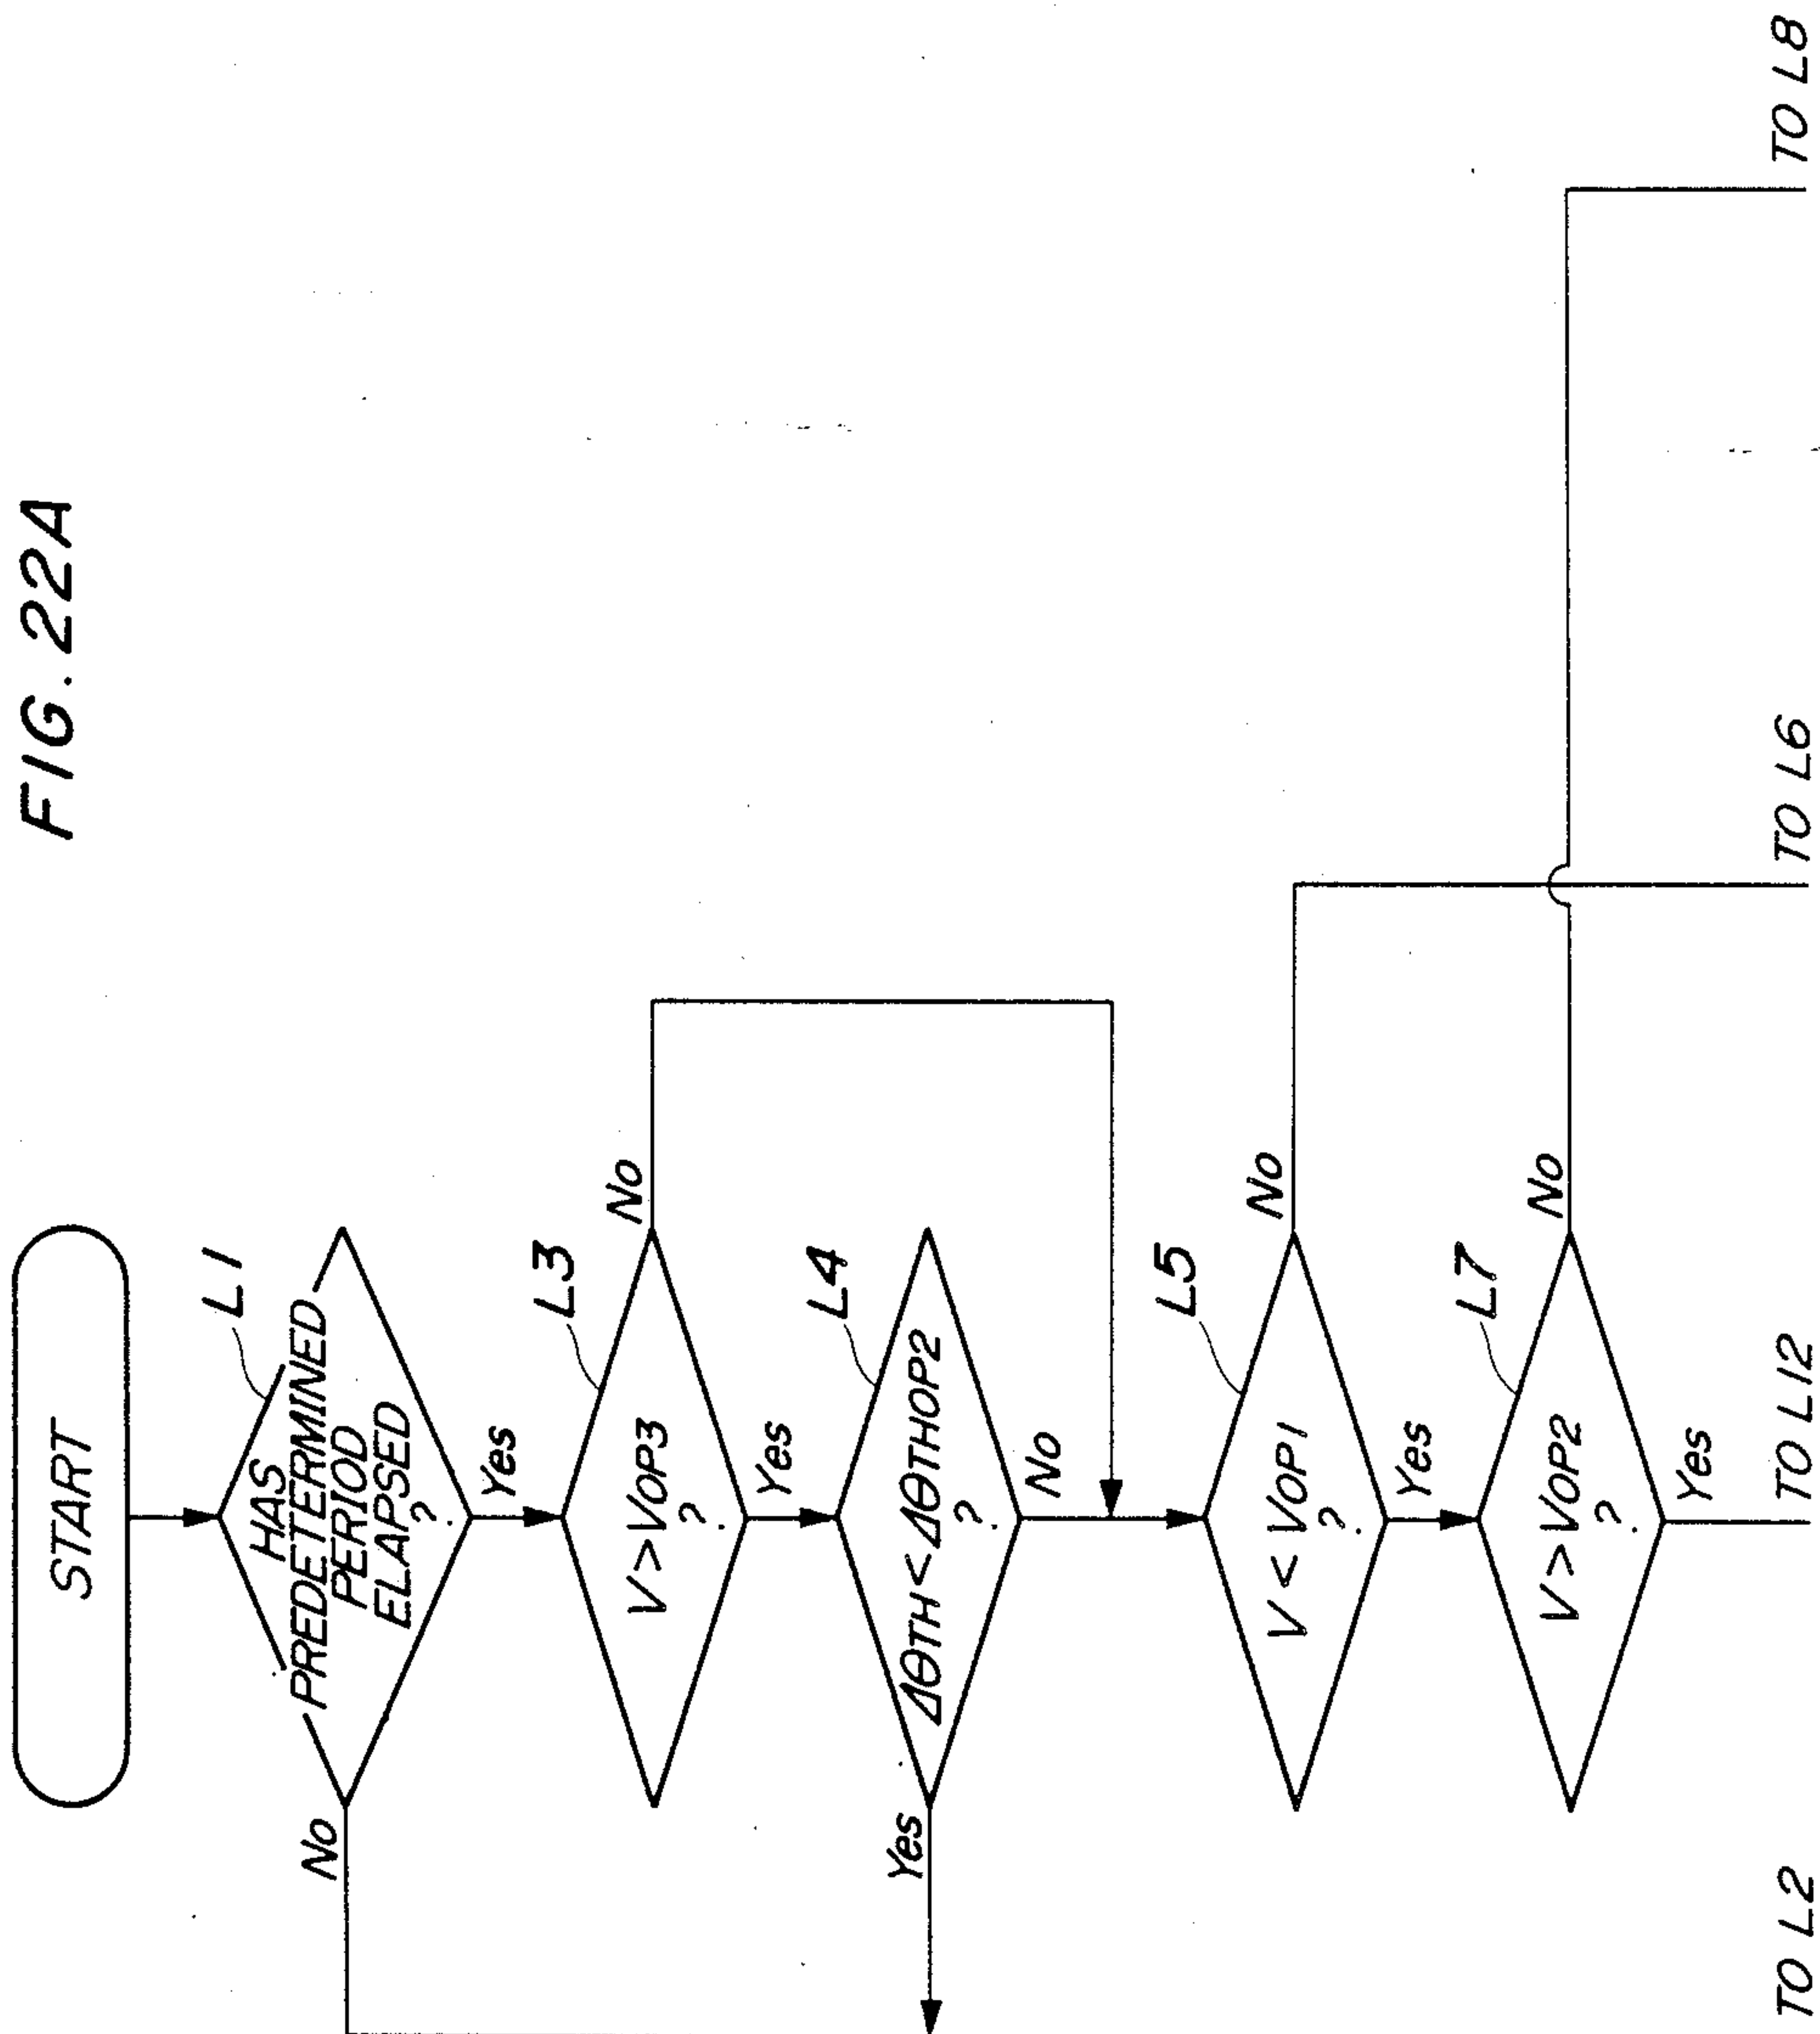 FIG. 22A
START
L1
HAS
PREDETERMINED
PERIOD
ELAPSED
?
No
Yes
L3
V>VOP3
?
No
Yes
L4
ΔθTH<ΔθTHOP2
?
Yes
No
L5
V<VOP1
?
No
Yes
L7
V>VOP2
?
No
Yes
TO L2
TO L12
TO L6
TO L8